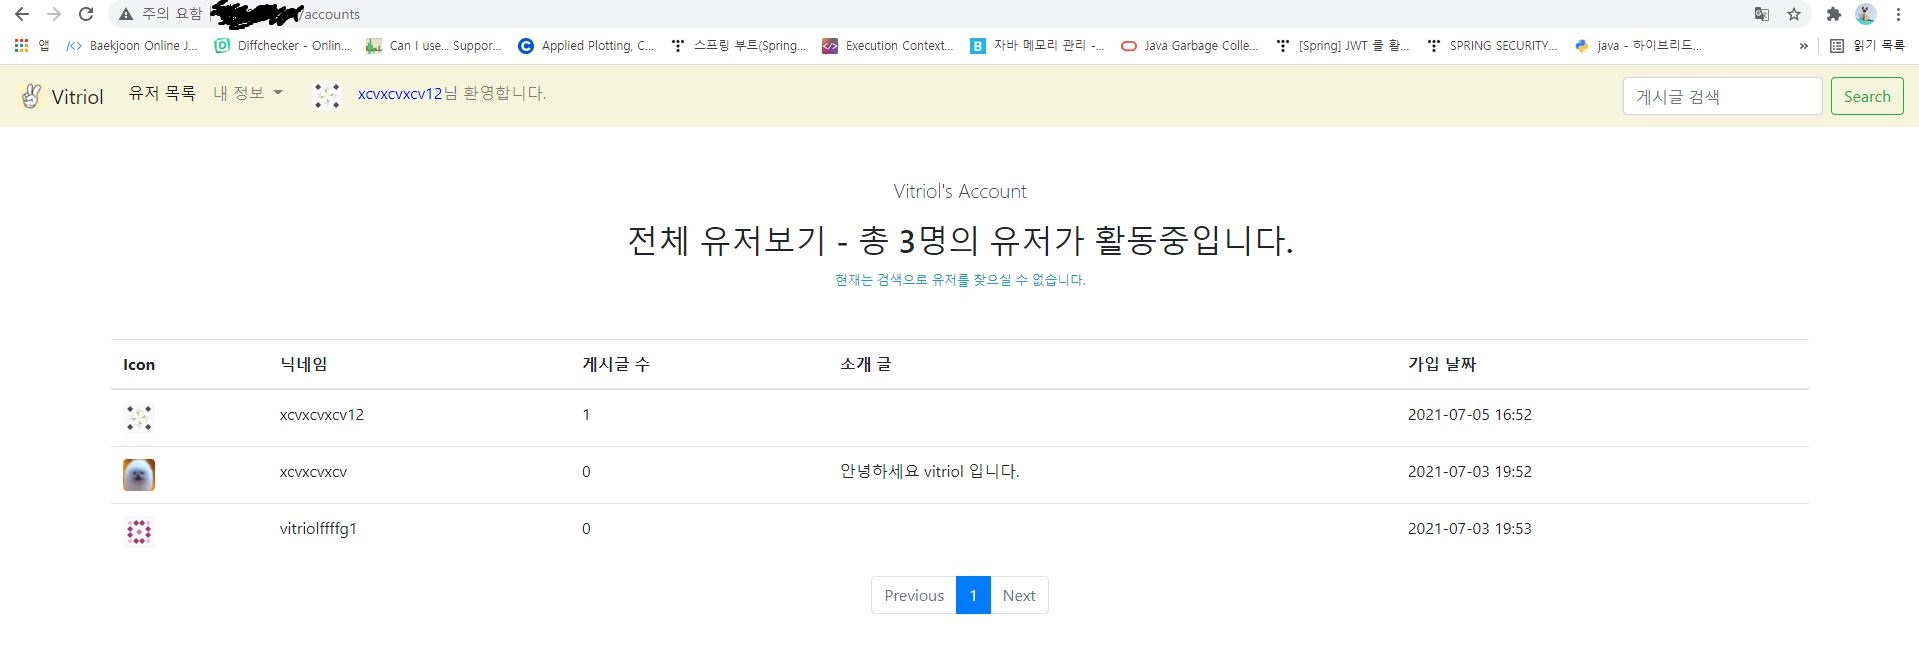 주의 요함 /accounts
앱 Baekjoon Online J... Diffchecker - Onlin... Can I use... Suppor... Applied Plotting, C... 스프링 부트(Spring... Execution Context... 자바 메모리 관리 -... Java Garbage Colle... [Spring] JWT 를 활... SPRING SECURITY... java - 하이브리드... » 읽기 목록
Vitriol 유저 목록 내 정보 xcvxcvxcv12님 환영합니다. 게시글 검색 Search
Vitriol's Account
전체 유저보기 - 총 3명의 유저가 활동중입니다.
현재는 검색으로 유저를 찾으실 수 없습니다.
Icon 닉네임 게시글 수 소개 글 가입 날짜
xcvxcvxcv12 1 2021-07-05 16:52
xcvxcvxcv 0 안녕하세요 vitriol 입니다. 2021-07-03 19:52
vitriolffffg1 0 2021-07-03 19:53
Previous 1 Next